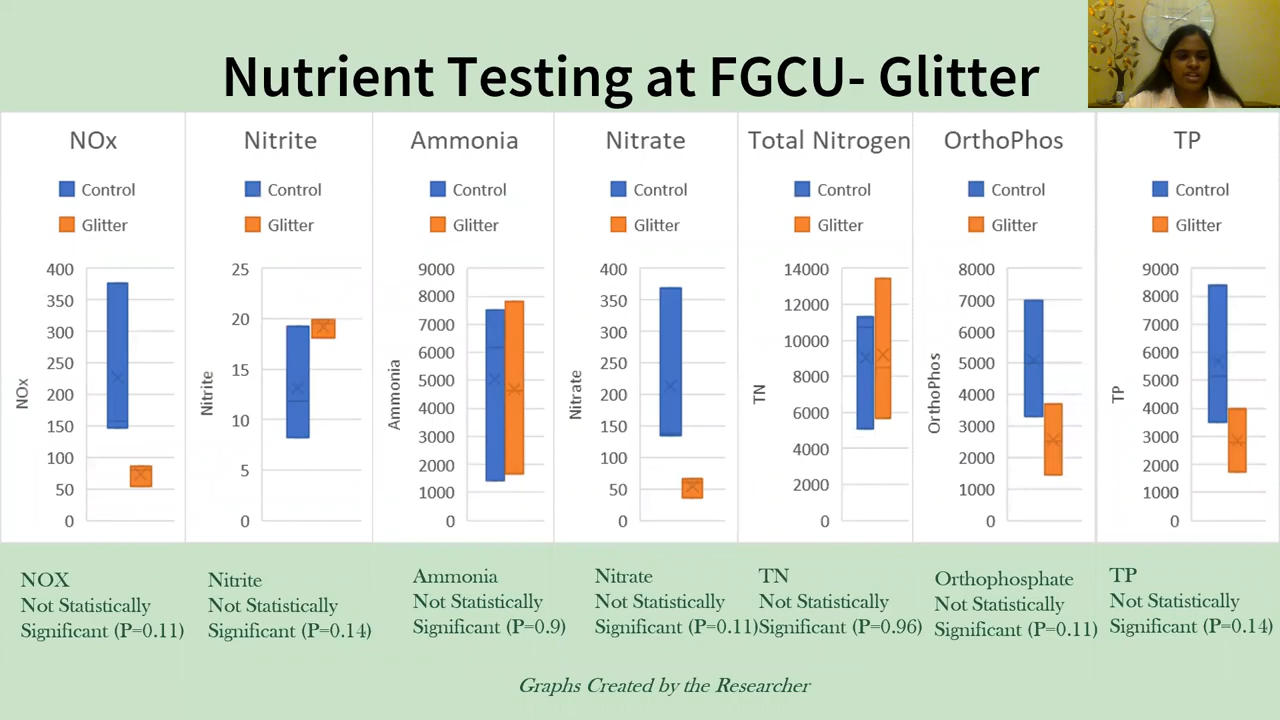 Nutrient Testing at FGCU- Glitter
NOx
Control
Glitter
400
350
300
250
200
150
100
50
0
NOx
Nitrite
Control
Glitter
25
20
15
10
5
0
Nitrite
Ammonia
Control
Glitter
9000
8000
7000
6000
5000
4000
3000
2000
1000
0
Ammonia
Nitrate
Control
Glitter
400
350
300
250
200
150
100
50
0
Nitrate
Total Nitrogen
Control
Glitter
14000
12000
10000
8000
6000
4000
2000
0
TN
OrthoPhos
Control
Glitter
8000
7000
6000
5000
4000
3000
2000
1000
0
OrthoPhos
TP
Control
Glitter
9000
8000
7000
6000
5000
4000
3000
2000
1000
0
TP
NOX
Not Statistically
Significant (P=0.11)
Nitrite
Not Statistically
Significant (P=0.14)
Ammonia
Not Statistically
Significant (P=0.9)
Nitrate
Not Statistically
Significant (P=0.11)
TN
Not Statistically
Significant (P=0.96)
Orthophosphate
Not Statistically
Significant (P=0.11)
TP
Not Statistically
Significant (P=0.14)
Graphs Created by the Researcher